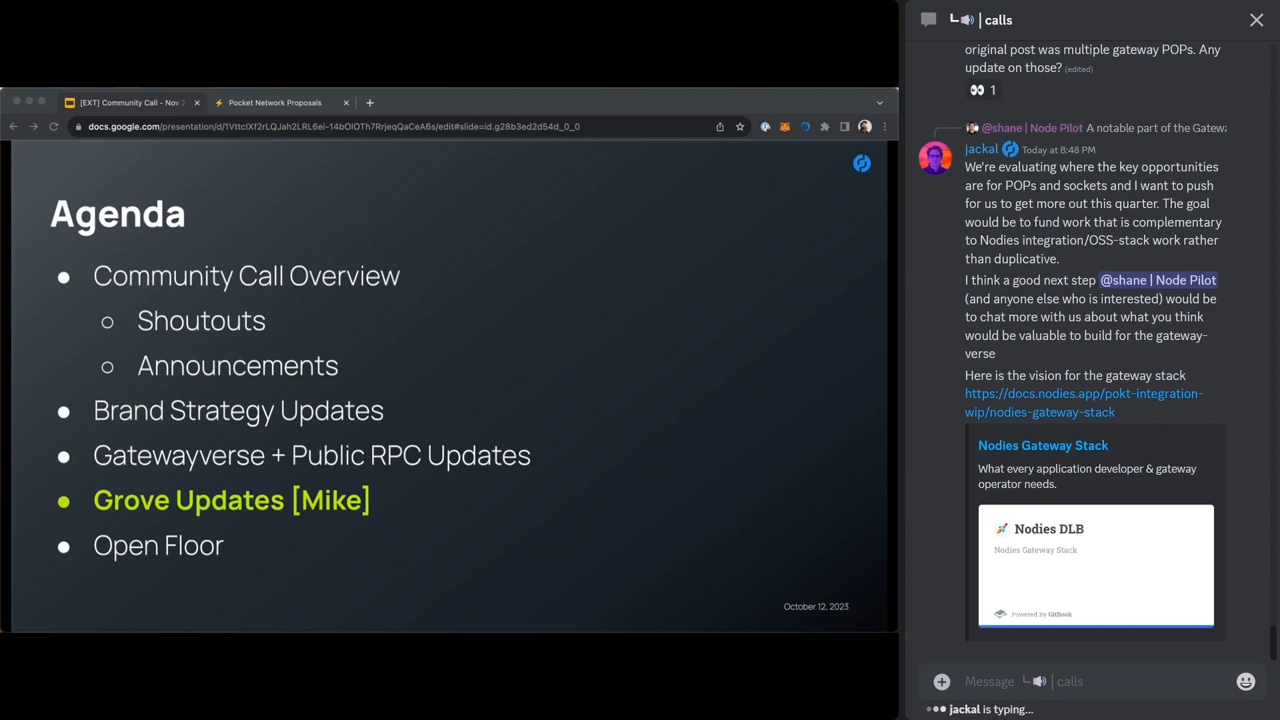 [EXT] Community Call - Nov 2
Pocket Network Proposals
docs.google.com/presentation/d/1VttcIXf2rLQJah2LRL6ei-14bOlOTh7RrjeqQaCeA6s/edit#slide=id.g28b3ed2d54d_0_0
Agenda
Community Call Overview
Shoutouts
Announcements
Brand Strategy Updates
Gatewayverse + Public RPC Updates
Grove Updates [Mike]
Open Floor
October 12, 2023
calls
original post was multiple gateway POPs. Any
update on those? (edited)
1
@shane | Node Pilot A notable part of the Gatewa
jackal Today at 8:48 PM
We're evaluating where the key opportunities
are for POPs and sockets and I want to push
for us to get more out this quarter. The goal
would be to fund work that is complementary
to Nodies integration/OSS-stack work rather
than duplicative.
I think a good next step @shane | Node Pilot
(and anyone else who is interested) would be
to chat more with us about what you think
would be valuable to build for the gateway-
verse
Here is the vision for the gateway stack
https://docs.nodies.app/pokt-integration-
wip/nodies-gateway-stack
Nodies Gateway Stack
What every application developer & gateway
operator needs.
Nodies DLB
Nodies Gateway Stack
Powered By GitBook
Message calls
jackal is typing...